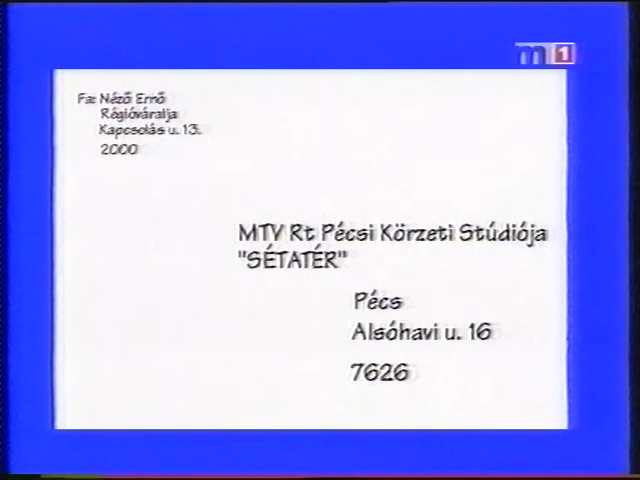 m1
Fa: Néző Ernő
Régióváralja
Kapcsolás u. 13.
2000
MTV Rt Pécsi Körzeti Stúdiója
"SÉTATÉR"
Pécs
Alsóhavi u. 16
7626